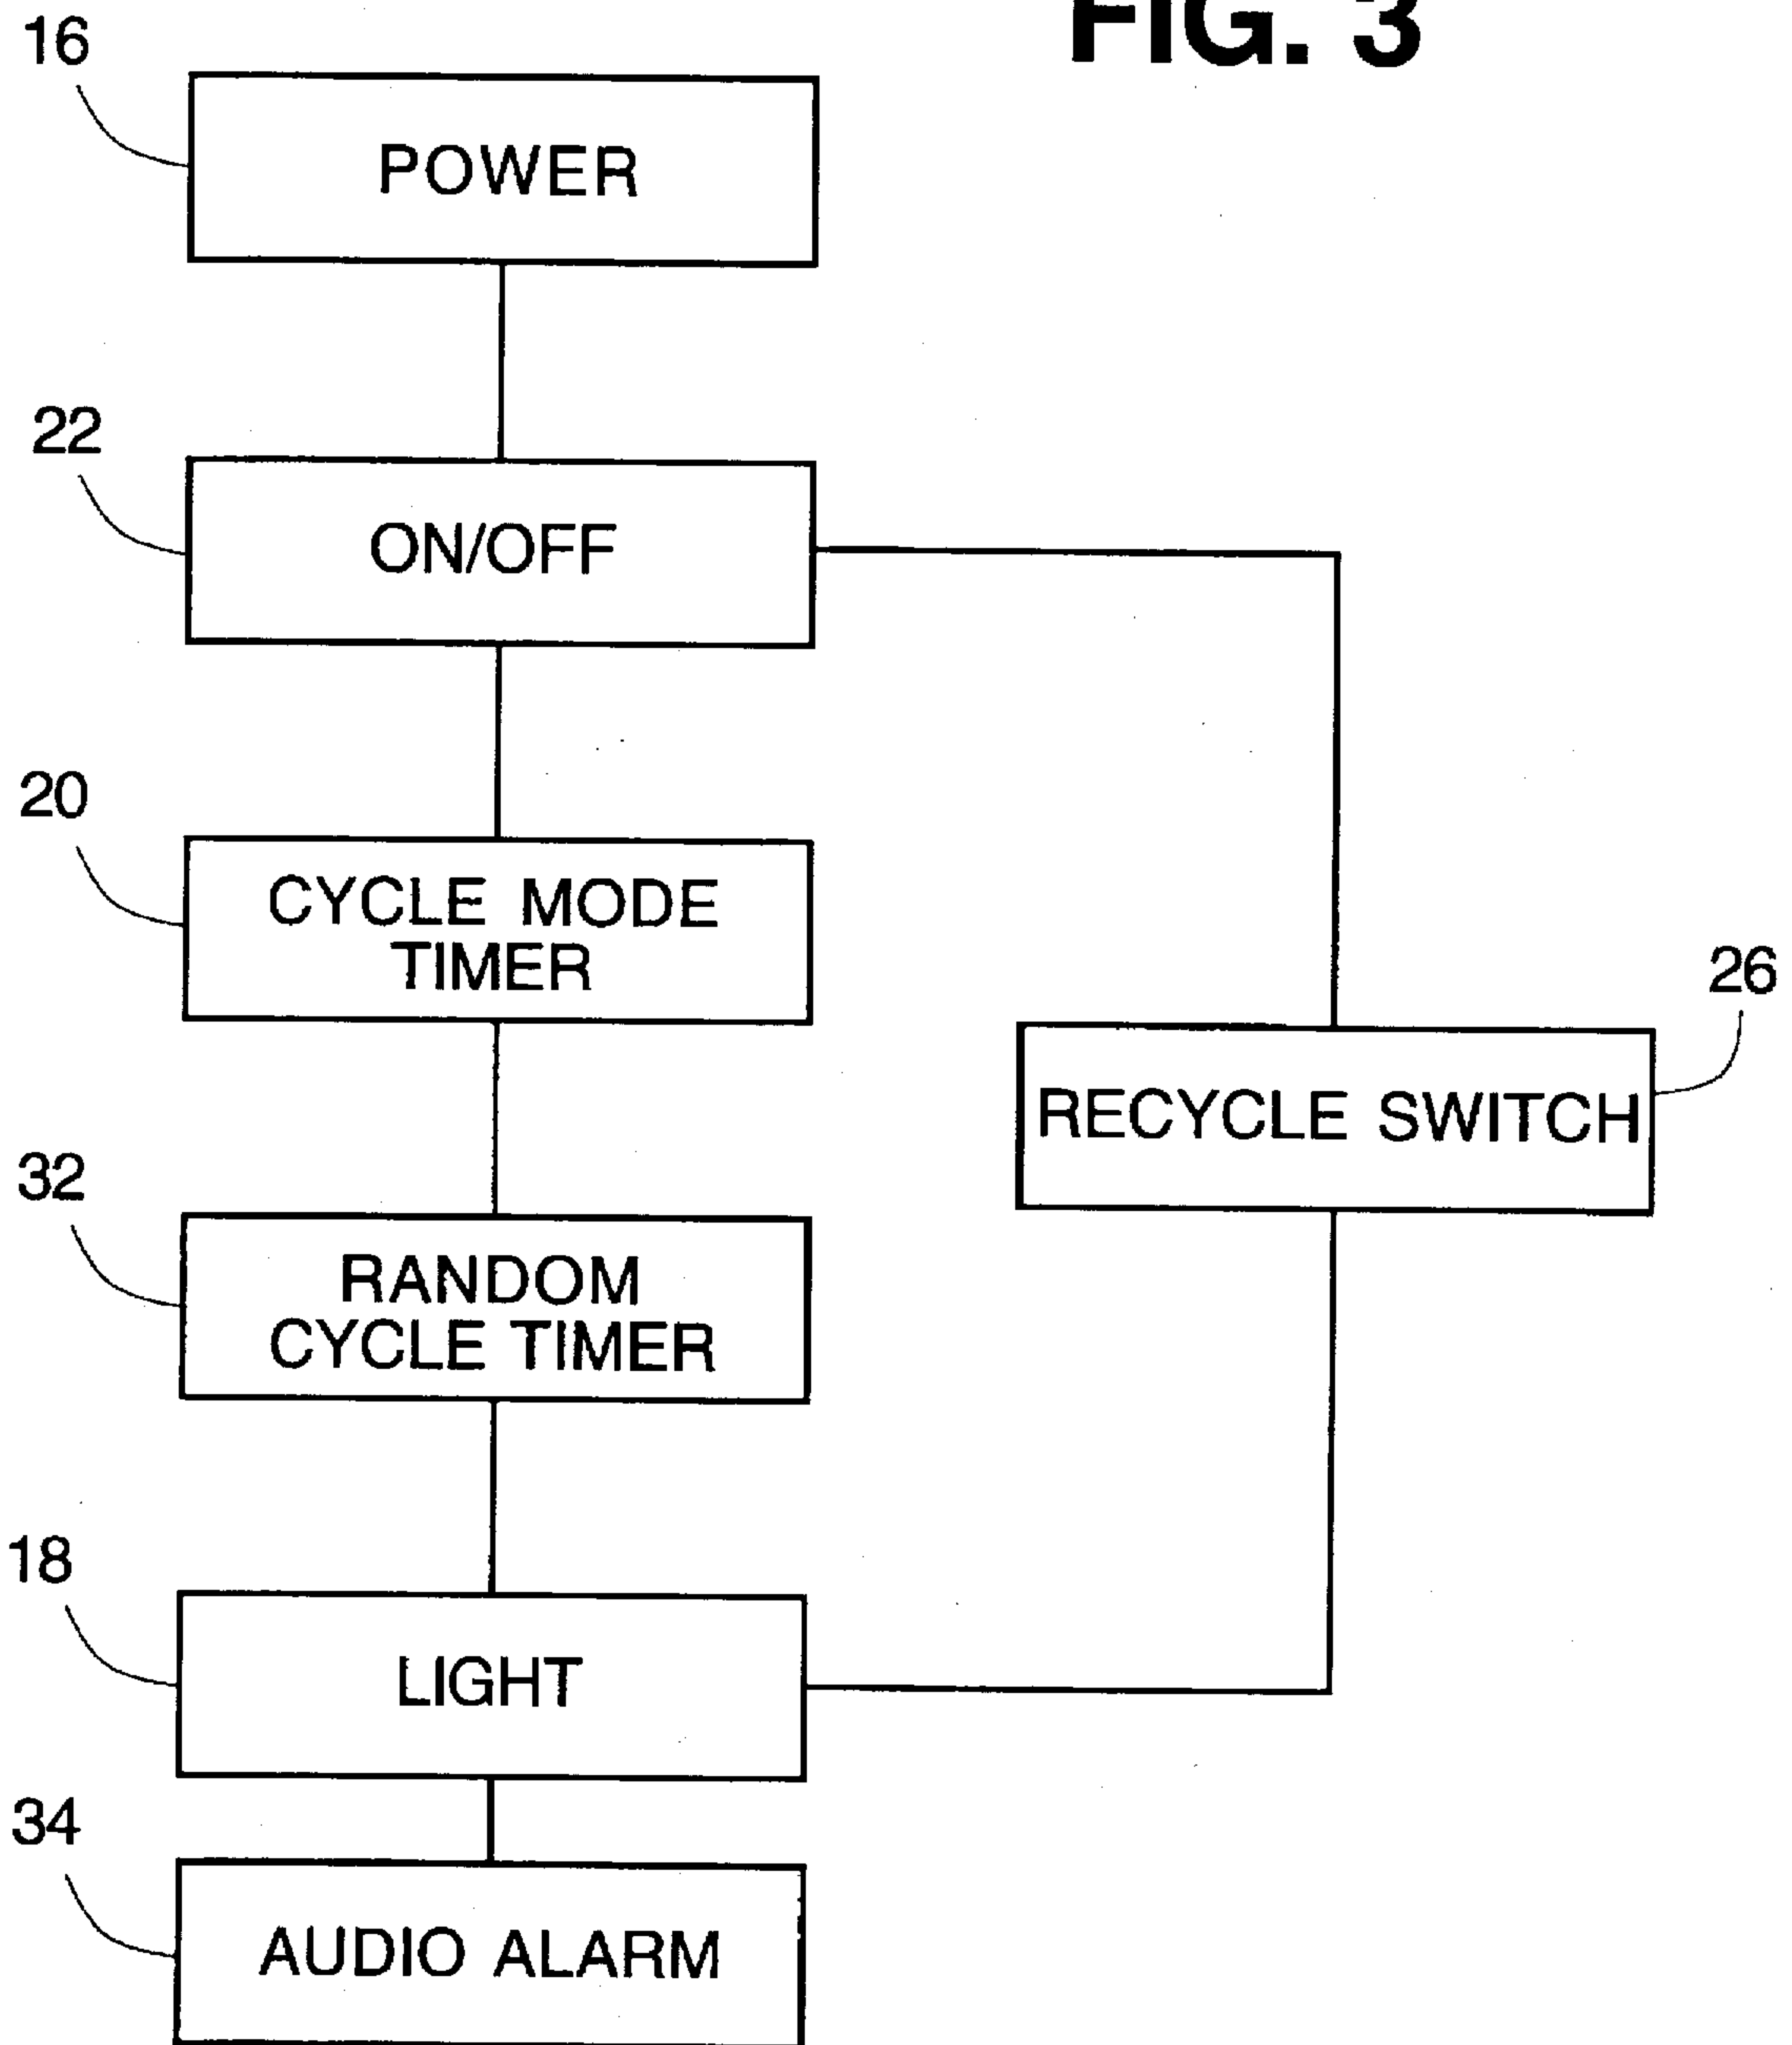 FIG. 3
16
POWER
22
ON/OFF
20
CYCLE MODE
TIMER
26
RECYCLE SWITCH
32
RANDOM
CYCLE TIMER
18
LIGHT
34
AUDIO ALARM